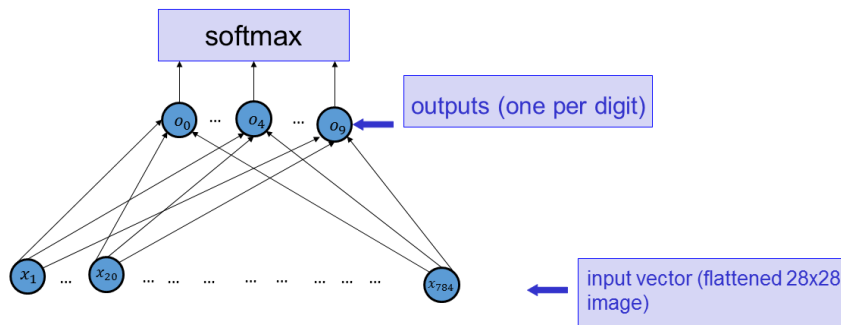 softmax
outputs (one per digit)
o₀ ... o₄ ... o₉
x₁ ... x₂₀ ... ... ... ... ... ... ... x₇₈₄
input vector (flattened 28x28
image)